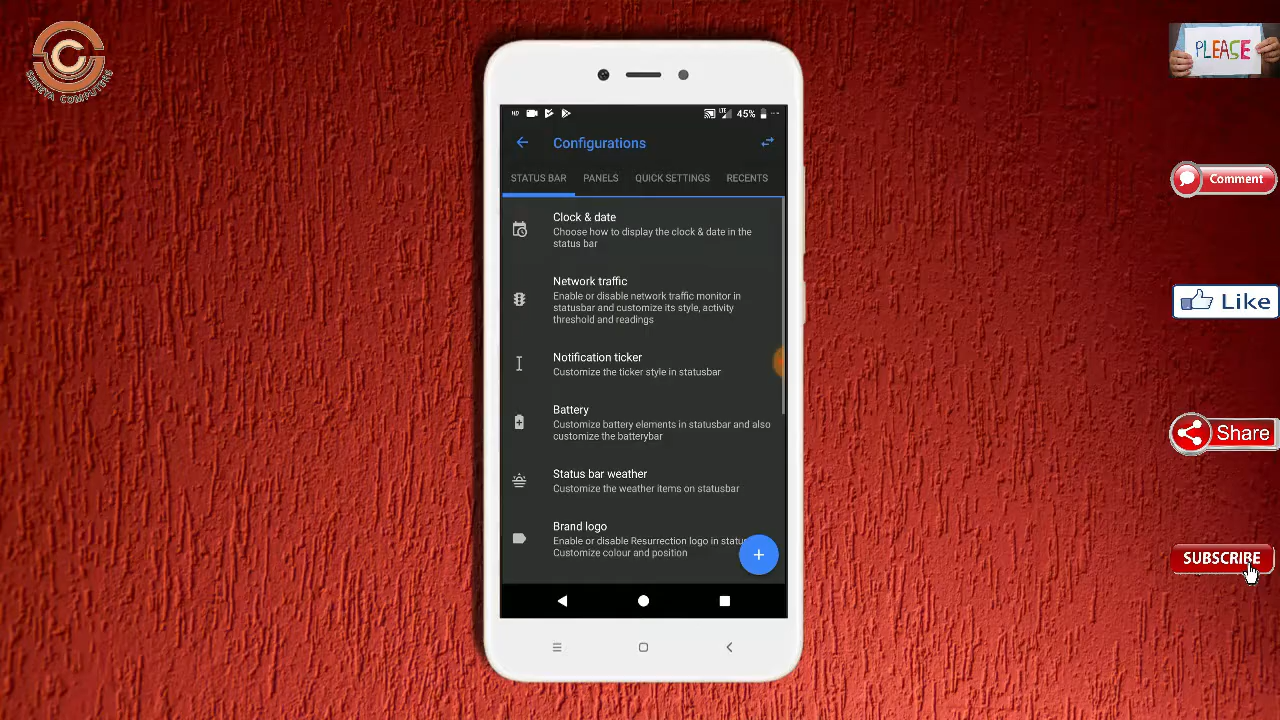 PLEASE
C
COMPUTERS
HD
LTE
45%
Configurations
STATUS BAR
PANELS
QUICK SETTINGS
RECENTS
Clock & date
Choose how to display the clock & date in the
status bar
Network traffic
Enable or disable network traffic monitor in
statusbar and customize its style, activity
threshold and readings
Notification ticker
Customize the ticker style in statusbar
Battery
Customize battery elements in statusbar and also
customize the batterybar
Status bar weather
Customize the weather items on statusbar
Brand logo
Enable or disable Resurrection logo in
Customize colour and position
Comment
Like
Share
SUBSCRIBE